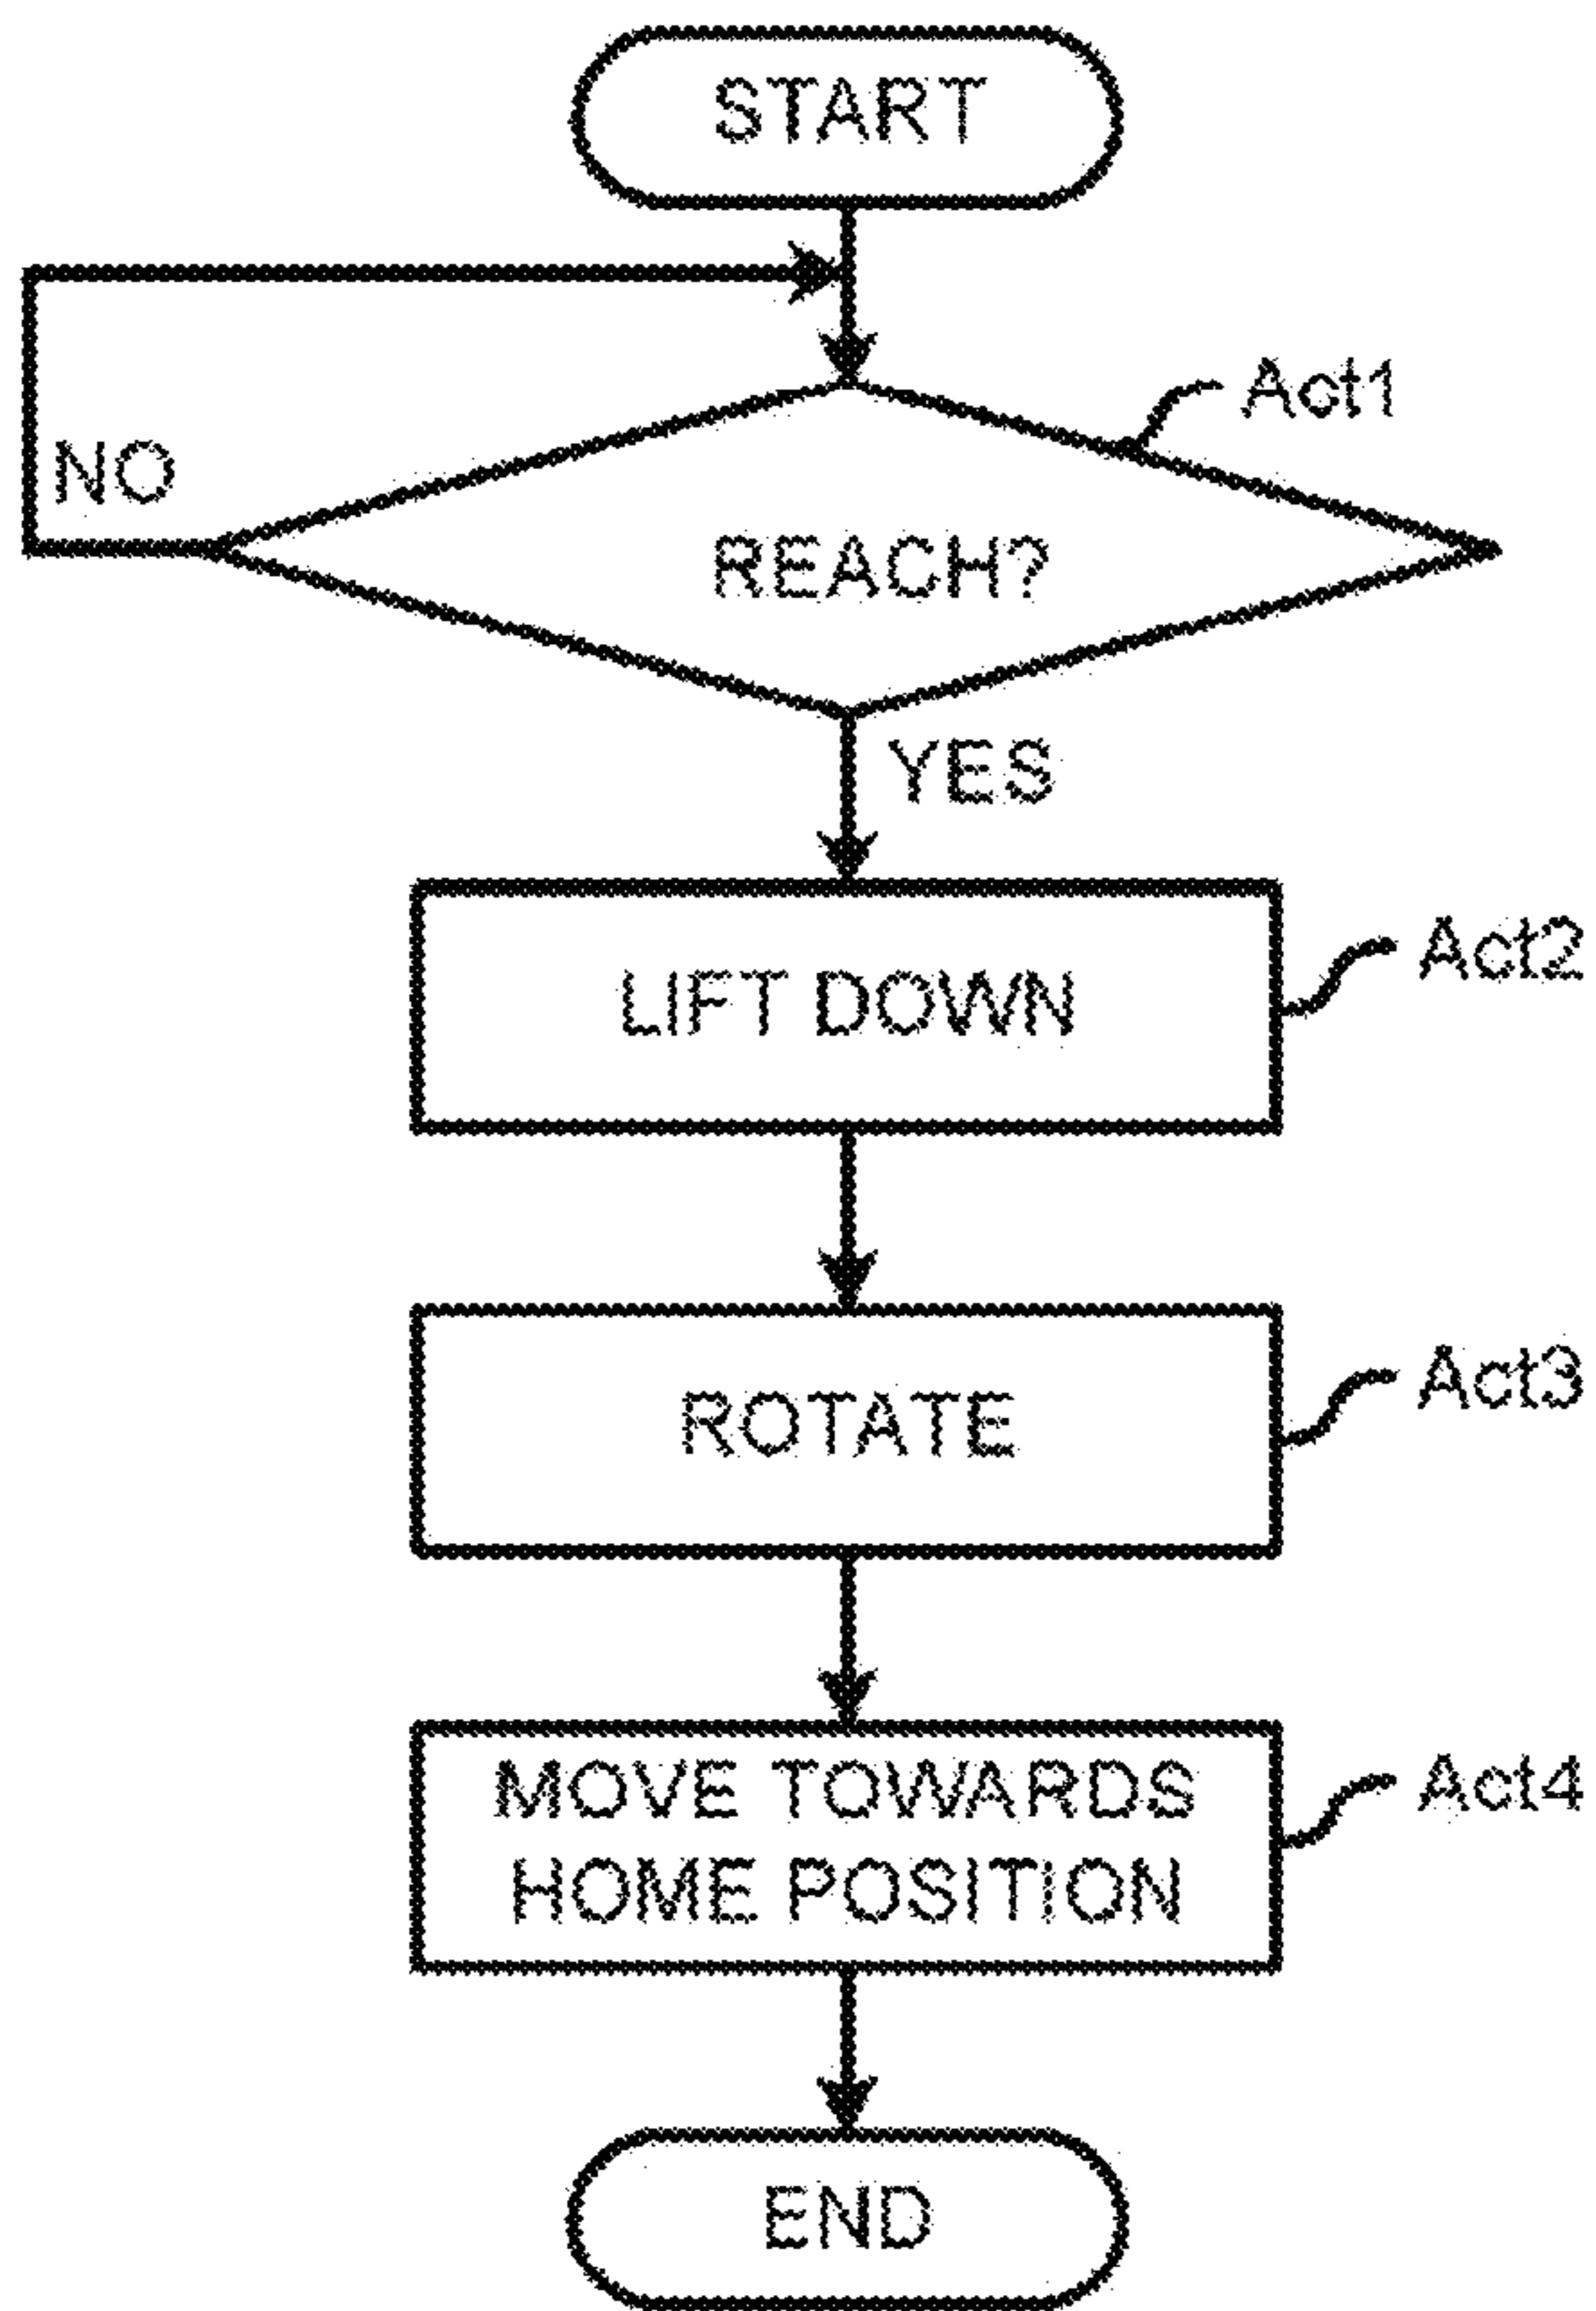 START
Act1
NO
REACH?
YES
LIFT DOWN
Act2
ROTATE
Act3
MOVE TOWARDS
HOME POSITION
Act4
END